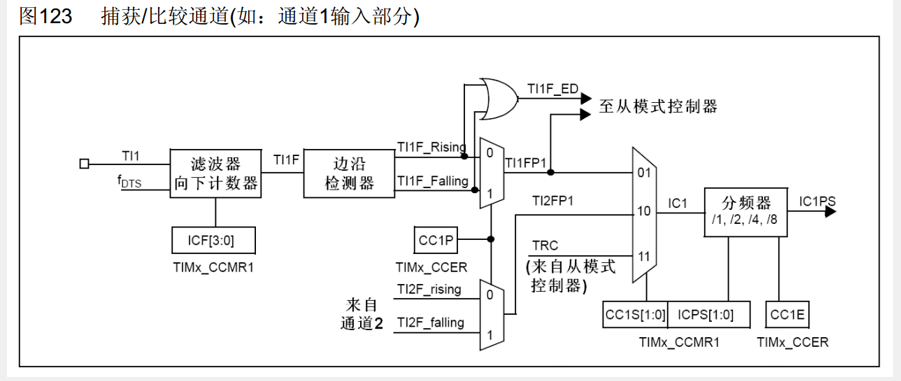 图123 捕获/比较通道(如：通道1输入部分)
TI1F_ED
至从模式控制器
TI1
fDTS
滤波器
向下计数器
TI1F
边沿
检测器
TI1F_Rising
TI1F_Falling
0
1
TI1FP1
01
TI2FP1
10
IC1
分频器
/1, /2, /4, /8
IC1PS
ICF[3:0]
TIMx_CCMR1
CC1P
TIMx_CCER
TRC
11
(来自从模式
控制器)
来自
通道2
TI2F_rising
TI2F_falling
0
1
CC1S[1:0]
ICPS[1:0]
CC1E
TIMx_CCMR1
TIMx_CCER